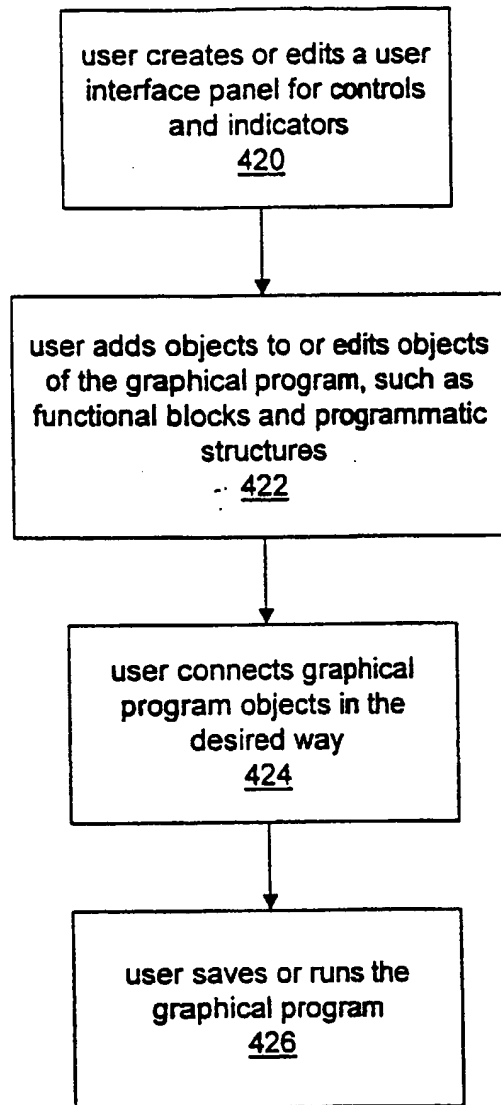 user creates or edits a user
interface panel for controls
and indicators
420
user adds objects to or edits objects
of the graphical program, such as
functional blocks and programmatic
structures
422
user connects graphical
program objects in the
desired way
424
user saves or runs the
graphical program
426